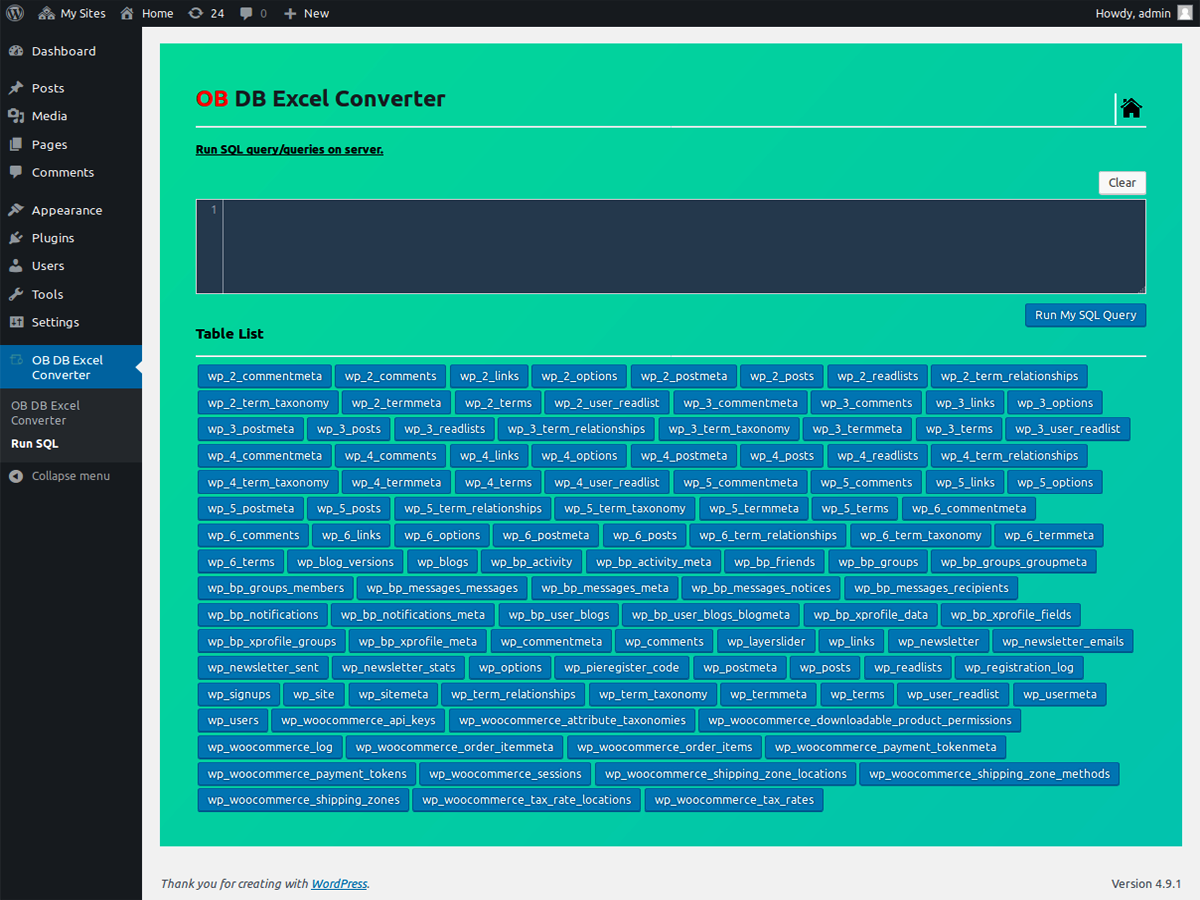 My Sites Home 24 0 New Howdy, admin
Dashboard
Posts
Media
Pages
Comments
Appearance
Plugins
Users
Tools
Settings
OB DB Excel
Converter
OB DB Excel
Converter
Run SQL
Collapse menu
OB DB Excel Converter
Run SQL query/queries on server.
Clear
1
Run My SQL Query
Table List
wp_2_commentmeta wp_2_comments wp_2_links wp_2_options wp_2_postmeta wp_2_posts wp_2_readlists wp_2_term_relationships
wp_2_term_taxonomy wp_2_termmeta wp_2_terms wp_2_user_readlist wp_3_commentmeta wp_3_comments wp_3_links wp_3_options
wp_3_postmeta wp_3_posts wp_3_readlists wp_3_term_relationships wp_3_term_taxonomy wp_3_termmeta wp_3_terms wp_3_user_readlist
wp_4_commentmeta wp_4_comments wp_4_links wp_4_options wp_4_postmeta wp_4_posts wp_4_readlists wp_4_term_relationships
wp_4_term_taxonomy wp_4_termmeta wp_4_terms wp_4_user_readlist wp_5_commentmeta wp_5_comments wp_5_links wp_5_options
wp_5_postmeta wp_5_posts wp_5_term_relationships wp_5_term_taxonomy wp_5_termmeta wp_5_terms wp_6_commentmeta
wp_6_comments wp_6_links wp_6_options wp_6_postmeta wp_6_posts wp_6_term_relationships wp_6_term_taxonomy wp_6_termmeta
wp_6_terms wp_blog_versions wp_blogs wp_bp_activity wp_bp_activity_meta wp_bp_friends wp_bp_groups wp_bp_groups_groupmeta
wp_bp_groups_members wp_bp_messages_messages wp_bp_messages_meta wp_bp_messages_notices wp_bp_messages_recipients
wp_bp_notifications wp_bp_notifications_meta wp_bp_user_blogs wp_bp_user_blogs_blogmeta wp_bp_xprofile_data wp_bp_xprofile_fields
wp_bp_xprofile_groups wp_bp_xprofile_meta wp_commentmeta wp_comments wp_layerslider wp_links wp_newsletter wp_newsletter_emails
wp_newsletter_sent wp_newsletter_stats wp_options wp_pieregister_code wp_postmeta wp_posts wp_readlists wp_registration_log
wp_signups wp_site wp_sitemeta wp_term_relationships wp_term_taxonomy wp_termmeta wp_terms wp_user_readlist wp_usermeta
wp_users wp_woocommerce_api_keys wp_woocommerce_attribute_taxonomies wp_woocommerce_downloadable_product_permissions
wp_woocommerce_log wp_woocommerce_order_itemmeta wp_woocommerce_order_items wp_woocommerce_payment_tokenmeta
wp_woocommerce_payment_tokens wp_woocommerce_sessions wp_woocommerce_shipping_zone_locations wp_woocommerce_shipping_zone_methods
wp_woocommerce_shipping_zones wp_woocommerce_tax_rate_locations wp_woocommerce_tax_rates
Thank you for creating with WordPress. Version 4.9.1